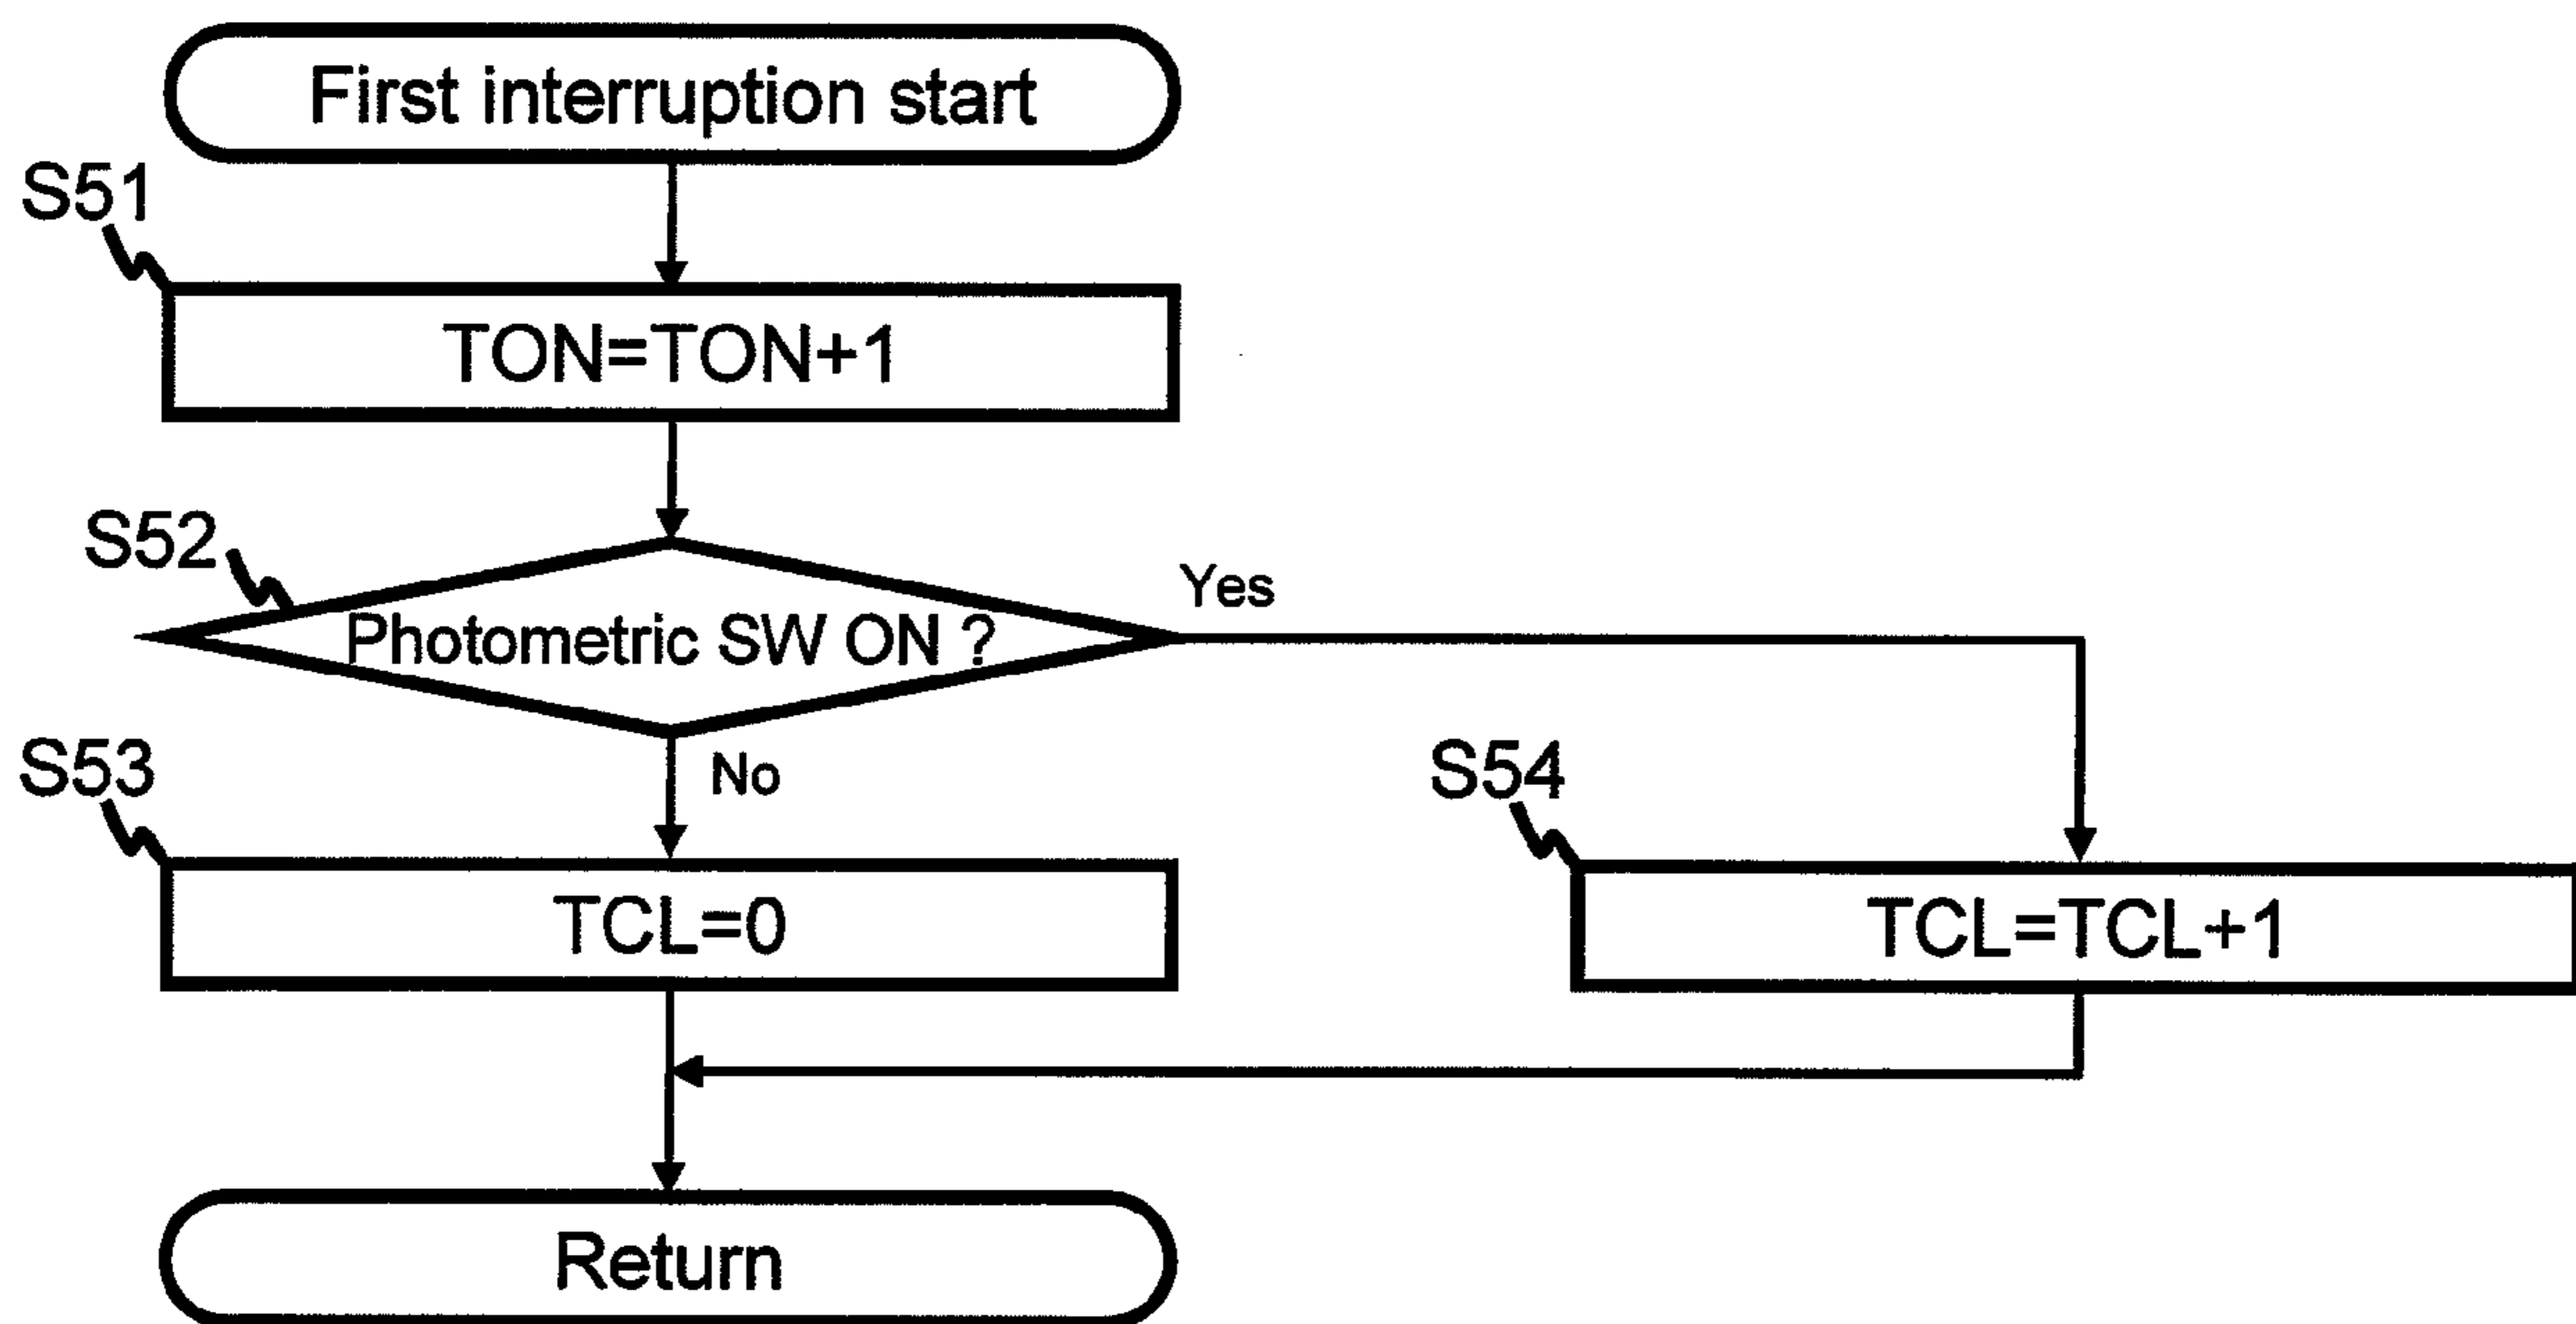 First interruption start
S51
TON=TON+1
S52
Photometric SW ON ?
Yes
No
S53
TCL=0
S54
TCL=TCL+1
Return